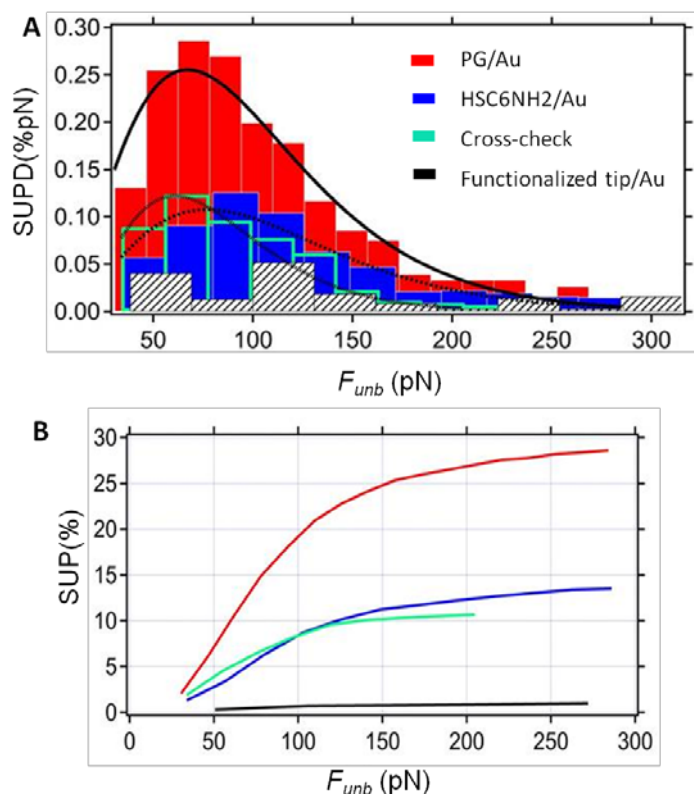 A
SUPD(%pN)
0.30
0.25
0.20
0.15
0.10
0.05
0.00
PG/Au
HSC6NH2/Au
Cross-check
Functionalized tip/Au
50 100 150 200 250 300
Funb (pN)
B
SUP(%)
30
25
20
15
10
5
0
0 50 100 150 200 250 300
Funb (pN)